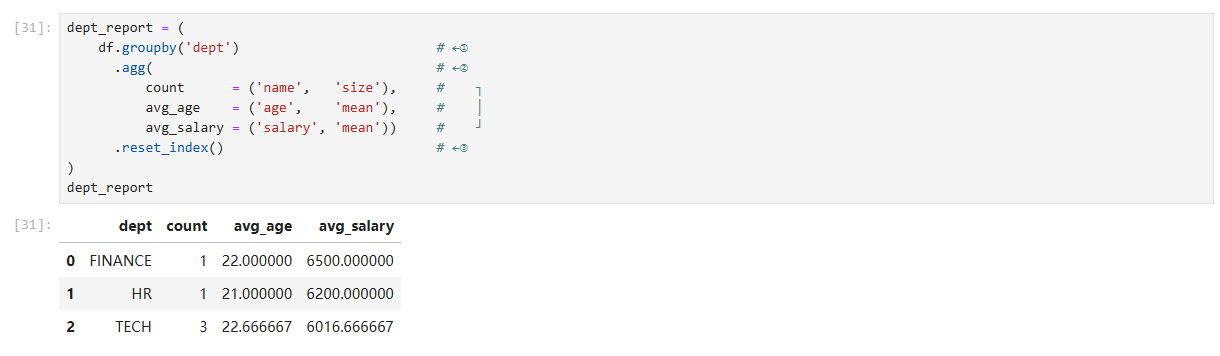 [31]: dept_report = (
    df.groupby('dept')                         # ←①
      .agg(                                    # ←②
          count      = ('name',   'size'),     #    ┐
          avg_age    = ('age',    'mean'),     #    │
          avg_salary = ('salary', 'mean'))     #    ┘
      .reset_index()                           # ←③
)
dept_report
[31]: dept count avg_age avg_salary
0 FINANCE 1 22.000000 6500.000000
1 HR 1 21.000000 6200.000000
2 TECH 3 22.666667 6016.666667